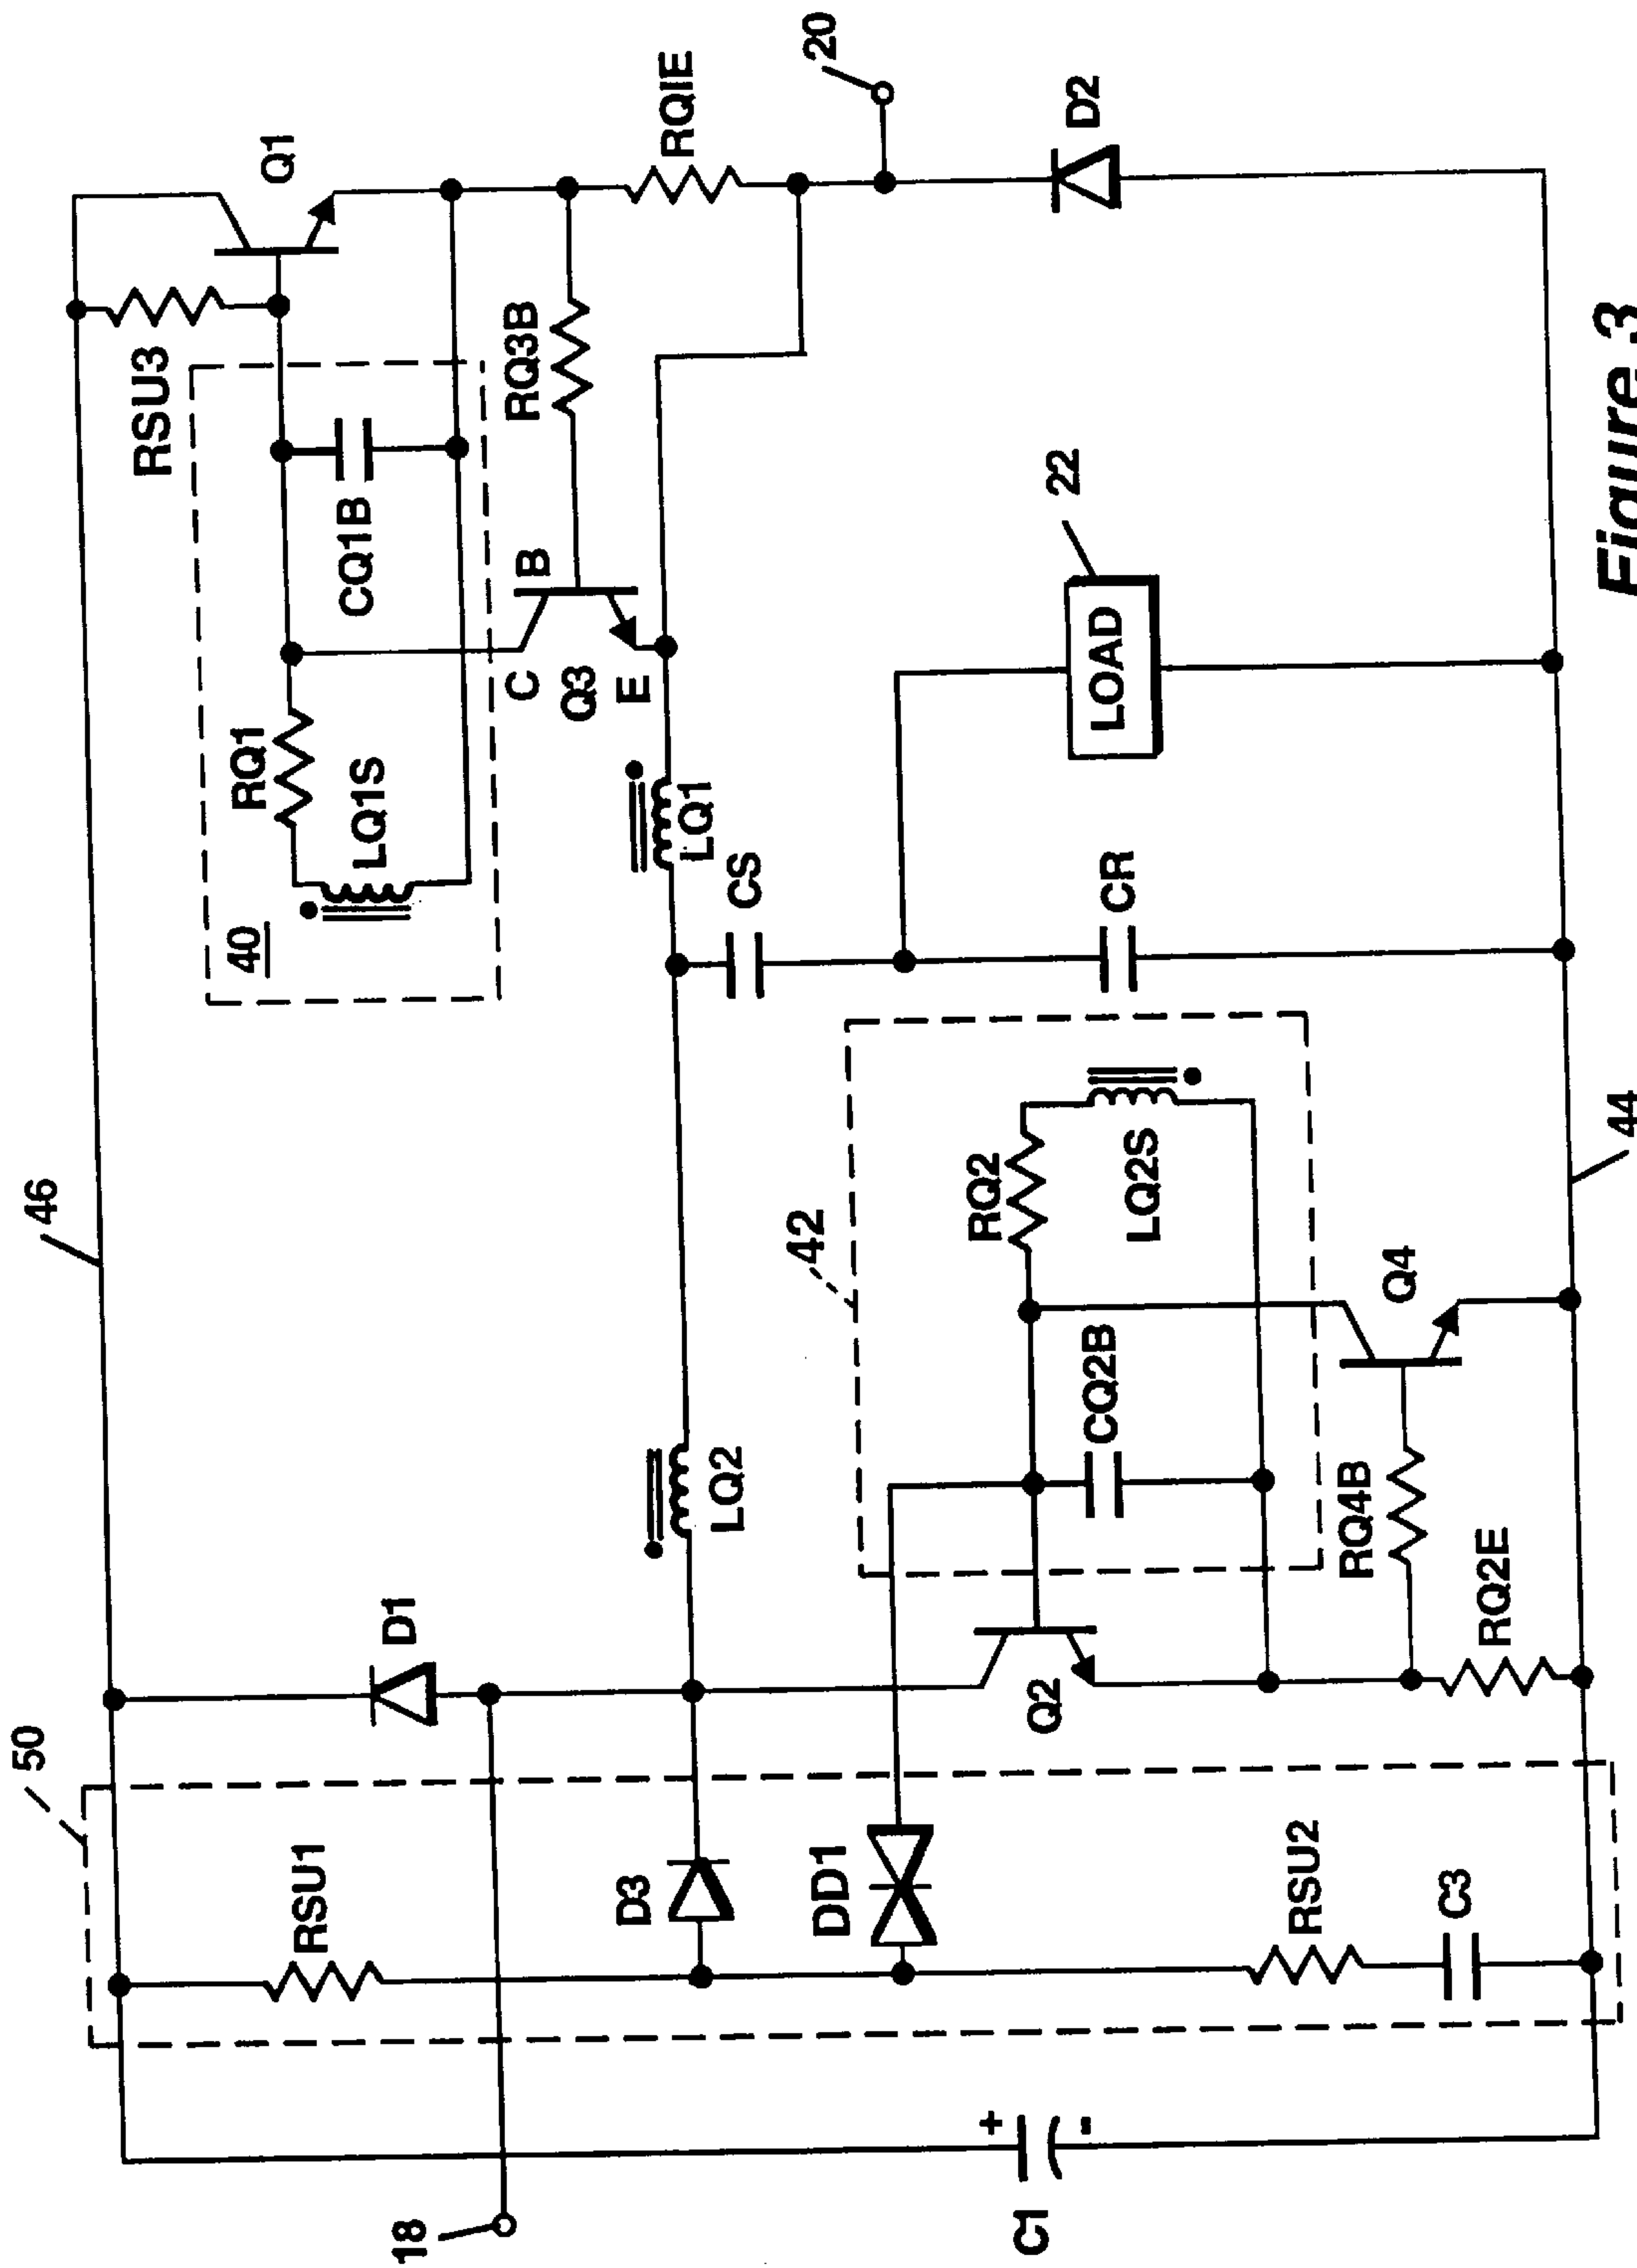 46
50
D1
RSU1
RSU3
Q1
40
RQ1
LQ1S
CQ1B
RQ3B
RQIE
20
C
B
Q3
E
18
D3
LQ2
LQ1
CS
DD1
42
RQ2
LQ2S
CQ2B
Q2
22
LOAD
D2
C1
+
-
RSU2
C3
RQ4B
RQ2E
Q4
CR
44
Figure 3